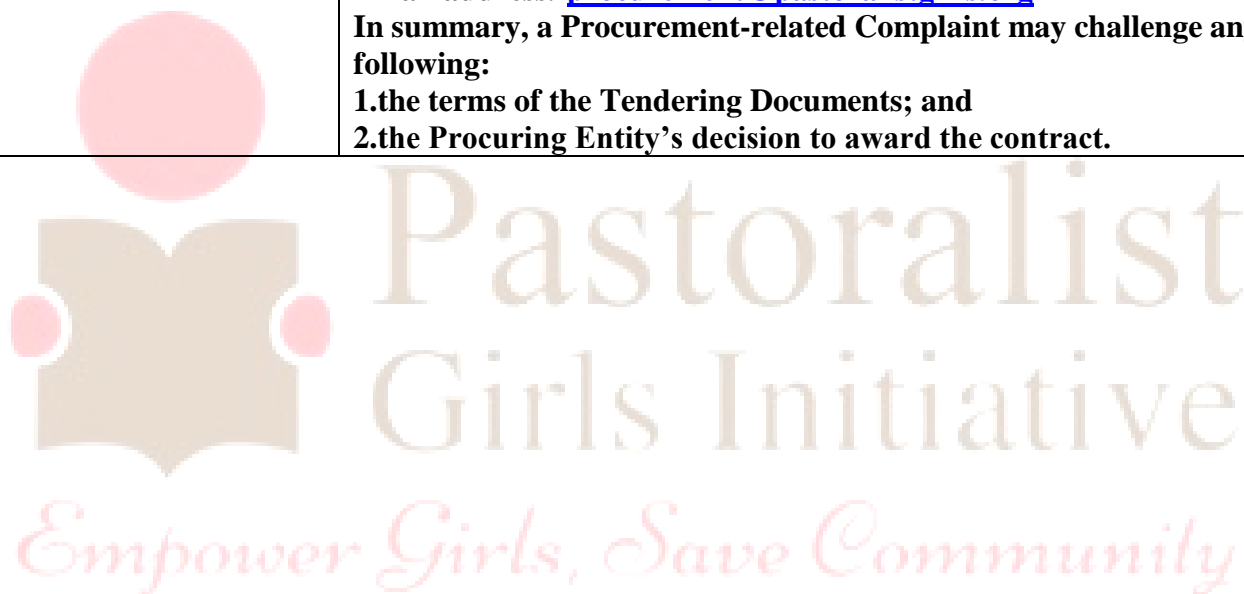 In summary, a Procurement-related Complaint may challenge an
following:
1.the terms of the Tendering Documents; and
2.the Procuring Entity’s decision to award the contract.
Pastoralist
Girls Initiative
Empower Girls, Save Community